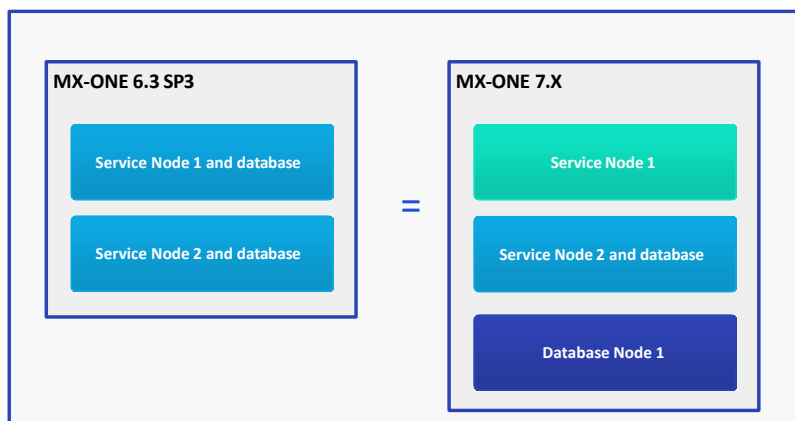 MX-ONE 6.3 SP3
Service Node 1 and database
Service Node 2 and database
=
MX-ONE 7.X
Service Node 1
Service Node 2 and database
Database Node 1